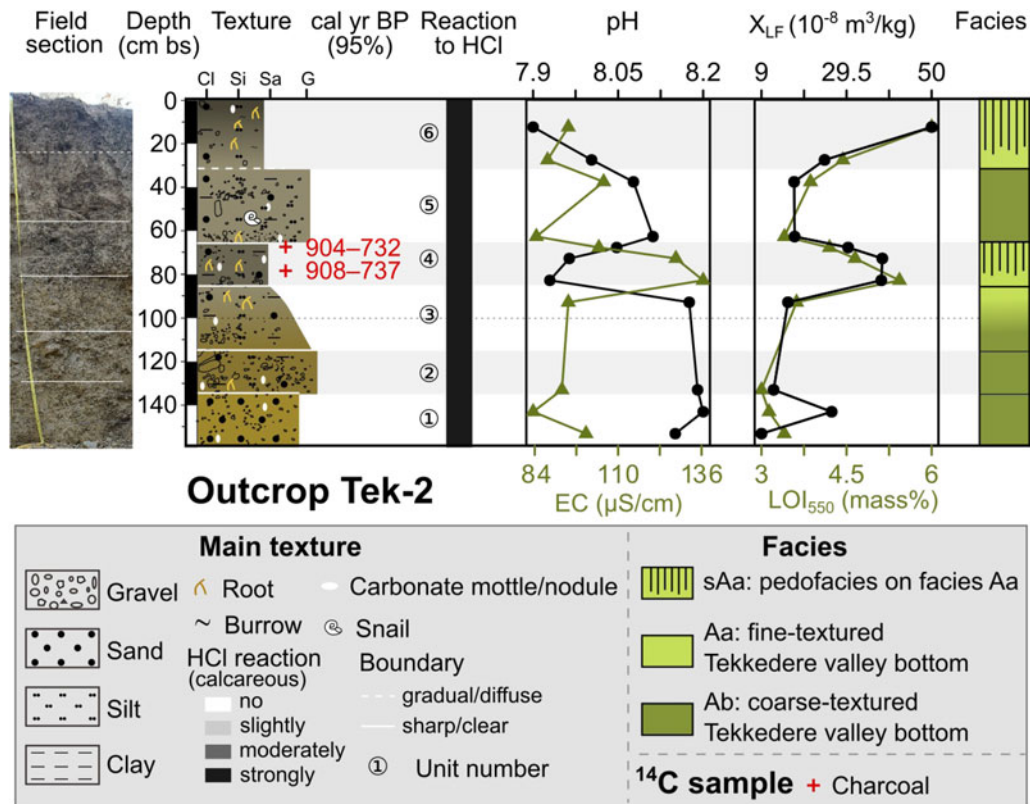 Field section
Depth (cm bs)
Texture
cal yr BP (95%)
Reaction to HCl
pH
X_LF (10⁻⁸ m³/kg)
Facies
Cl Si Sa G
7.9 8.05 8.2
9 29.5 50
0
20
40
60
80
100
120
140
⑥
⑤
④
③
②
①
+ 904–732
+ 908–737
84 110 136
EC (µS/cm)
3 4.5 6
LOI₅₅₀ (mass%)
Outcrop Tek-2
Main texture
Gravel
Sand
Silt
Clay
Root
Carbonate mottle/nodule
~ Burrow
Snail
HCl reaction
(calcareous)
no
slightly
moderately
strongly
Boundary
gradual/diffuse
sharp/clear
① Unit number
Facies
sAa: pedofacies on facies Aa
Aa: fine-textured
Tekkedere valley bottom
Ab: coarse-textured
Tekkedere valley bottom
¹⁴C sample + Charcoal